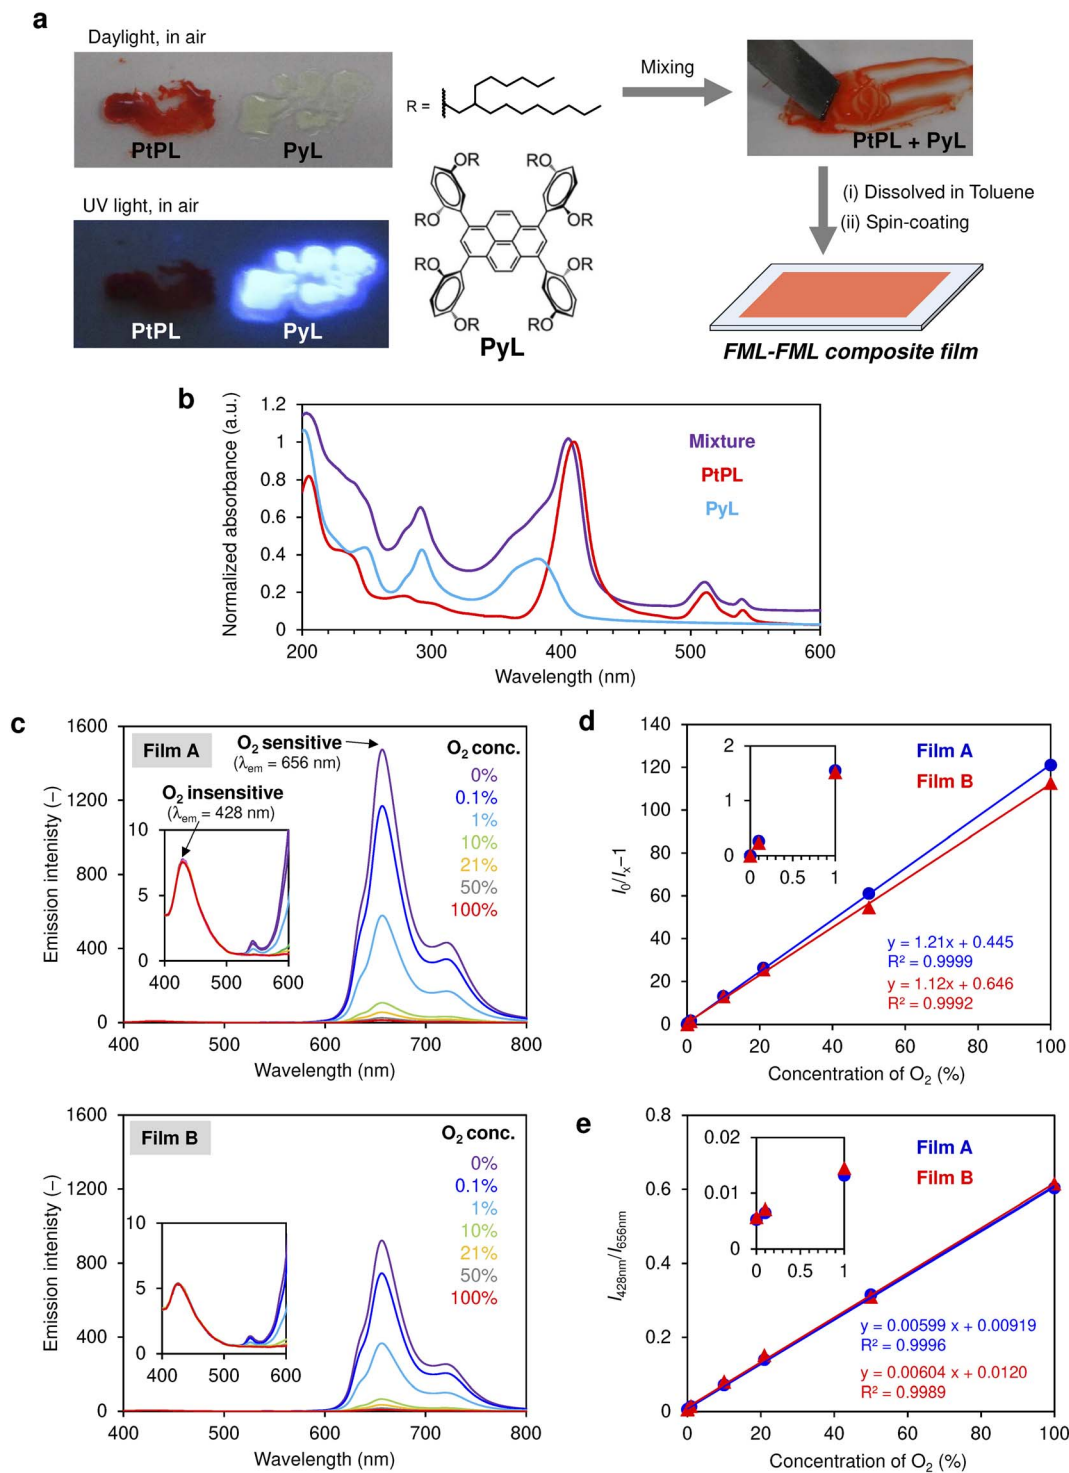 a
Daylight, in air
PtPL
PyL
UV light, in air
PtPL
PyL
R =
OR
RO
OR
RO
OR
RO
OR
RO
PyL
Mixing
PtPL + PyL
(i) Dissolved in Toluene
(ii) Spin-coating
FML-FML composite film
b
Normalized absorbance (a.u.)
1.2
1
0.8
0.6
0.4
0.2
0
200 300 400 500 600
Wavelength (nm)
Mixture
PtPL
PyL
c
Emission intenisty (−)
1600
1200
800
400
0
400 500 600 700 800
Wavelength (nm)
Film A
O₂ sensitive
(λem = 656 nm)
O₂ insensitive
(λem = 428 nm)
10
5
0
400 500 600
O₂ conc.
0%
0.1%
1%
10%
21%
50%
100%
Emission intenisty (−)
1600
1200
800
400
0
400 500 600 700 800
Wavelength (nm)
Film B
10
5
0
400 500 600
O₂ conc.
0%
0.1%
1%
10%
21%
50%
100%
d
I₀/Iₓ−1
140
120
100
80
60
40
20
0
0 20 40 60 80 100
Concentration of O₂ (%)
2
1
0
0 0.5 1
Film A
Film B
y = 1.21x + 0.445
R² = 0.9999
y = 1.12x + 0.646
R² = 0.9992
e
I428nm/I656nm
0.8
0.6
0.4
0.2
0
0 20 40 60 80 100
Concentration of O₂ (%)
0.02
0.01
0
0 0.5 1
Film A
Film B
y = 0.00599 x + 0.00919
R² = 0.9996
y = 0.00604 x + 0.0120
R² = 0.9989